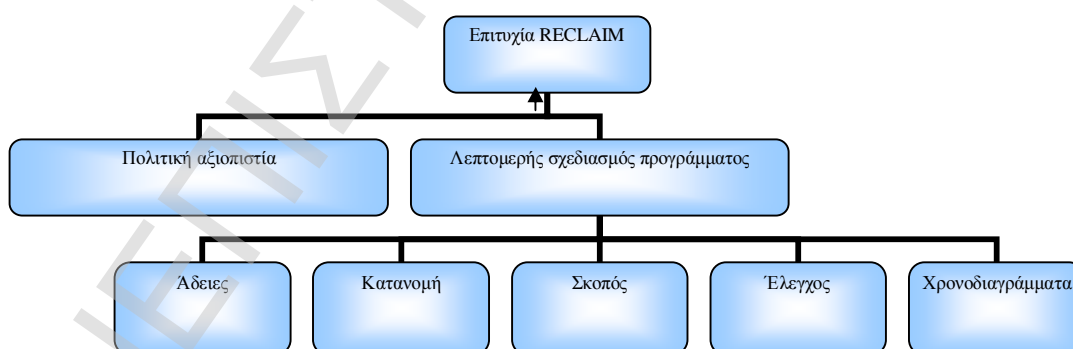 Επιτυχία RECLAIM
Πολιτική αξιοπιστία
Λεπτομερής σχεδιασμός προγράμματος
Άδειες
Κατανομή
Σκοπός
Έλεγχος
Χρονοδιαγράμματα